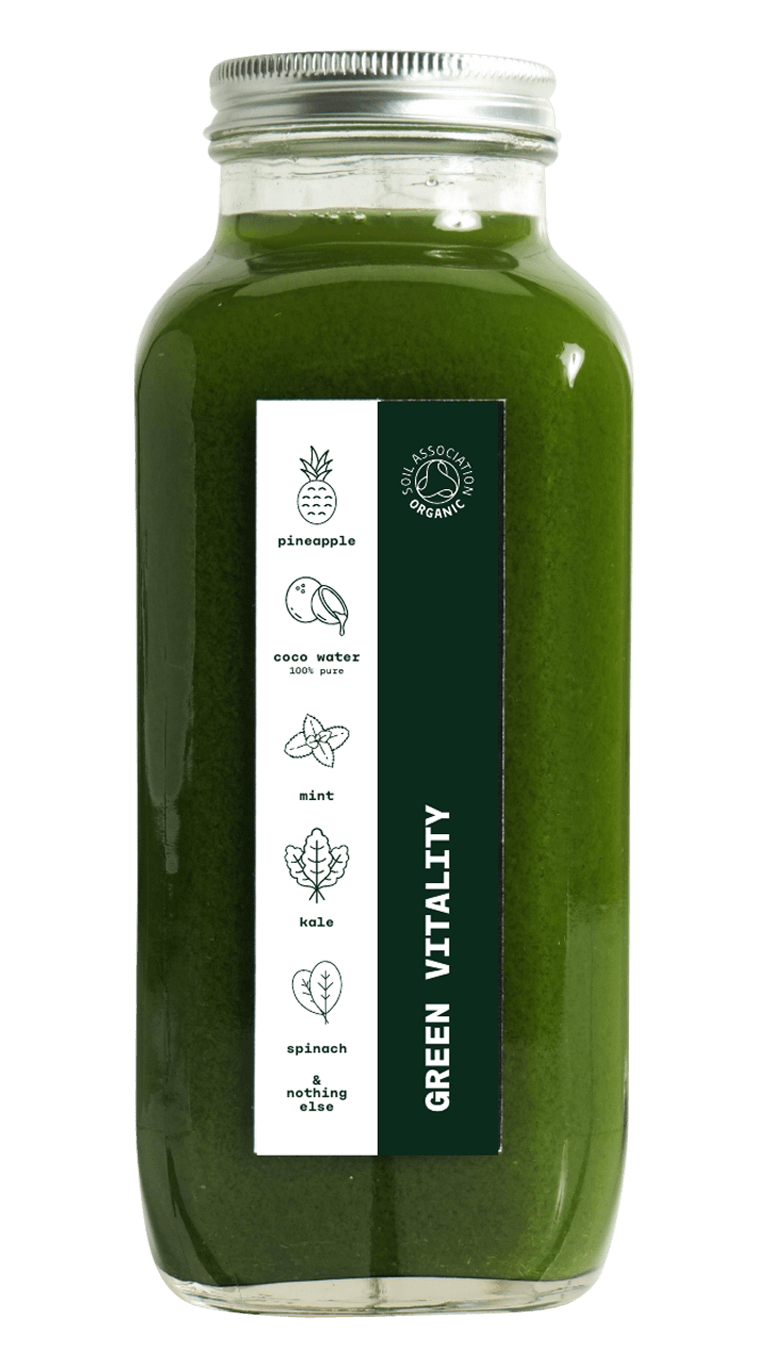 pineapple
coco water
100% pure
mint
kale
spinach
&
nothing
else
SOIL ASSOCIATION
ORGANIC
GREEN VITALITY